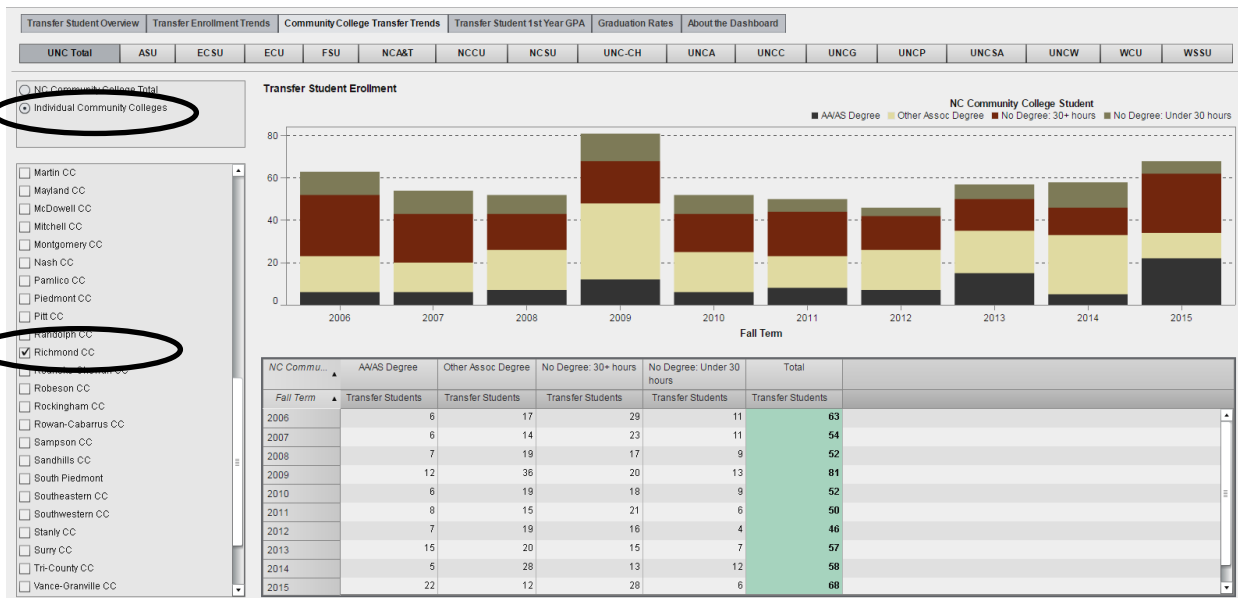 Transfer Student Overview Transfer Enrollment Trends Community College Transfer Trends Transfer Student 1st Year GPA Graduation Rates About the Dashboard
UNC Total ASU ECSU ECU FSU NCA&T NCCU NCSU UNC-CH UNCA UNCC UNCG UNCP UNCSA UNCW WCU WSSU
NC Community College Total
Individual Community Colleges
Martin CC
Mayland CC
McDowell CC
Mitchell CC
Montgomery CC
Nash CC
Pamlico CC
Piedmont CC
Pitt CC
Randolph CC
Richmond CC
Roanoke-Chowan CC
Robeson CC
Rockingham CC
Rowan-Cabarrus CC
Sampson CC
Sandhills CC
South Piedmont
Southeastern CC
Southwestern CC
Stanly CC
Surry CC
Tri-County CC
Vance-Granville CC
Transfer Student Erollment
NC Community College Student
AA/AS Degree Other Assoc Degree No Degree: 30+ hours No Degree: Under 30 hours
80
60
40
20
0
2006 2007 2008 2009 2010 2011 2012 2013 2014 2015
Fall Term
NC Commu... AA/AS Degree Other Assoc Degree No Degree: 30+ hours No Degree: Under 30 hours Total
Fall Term Transfer Students Transfer Students Transfer Students Transfer Students Transfer Students
2006 6 17 29 11 63
2007 6 14 23 11 54
2008 7 19 17 9 52
2009 12 36 20 13 81
2010 6 19 18 9 52
2011 8 15 21 6 50
2012 7 19 16 4 46
2013 15 20 15 7 57
2014 5 28 13 12 58
2015 22 12 28 6 68